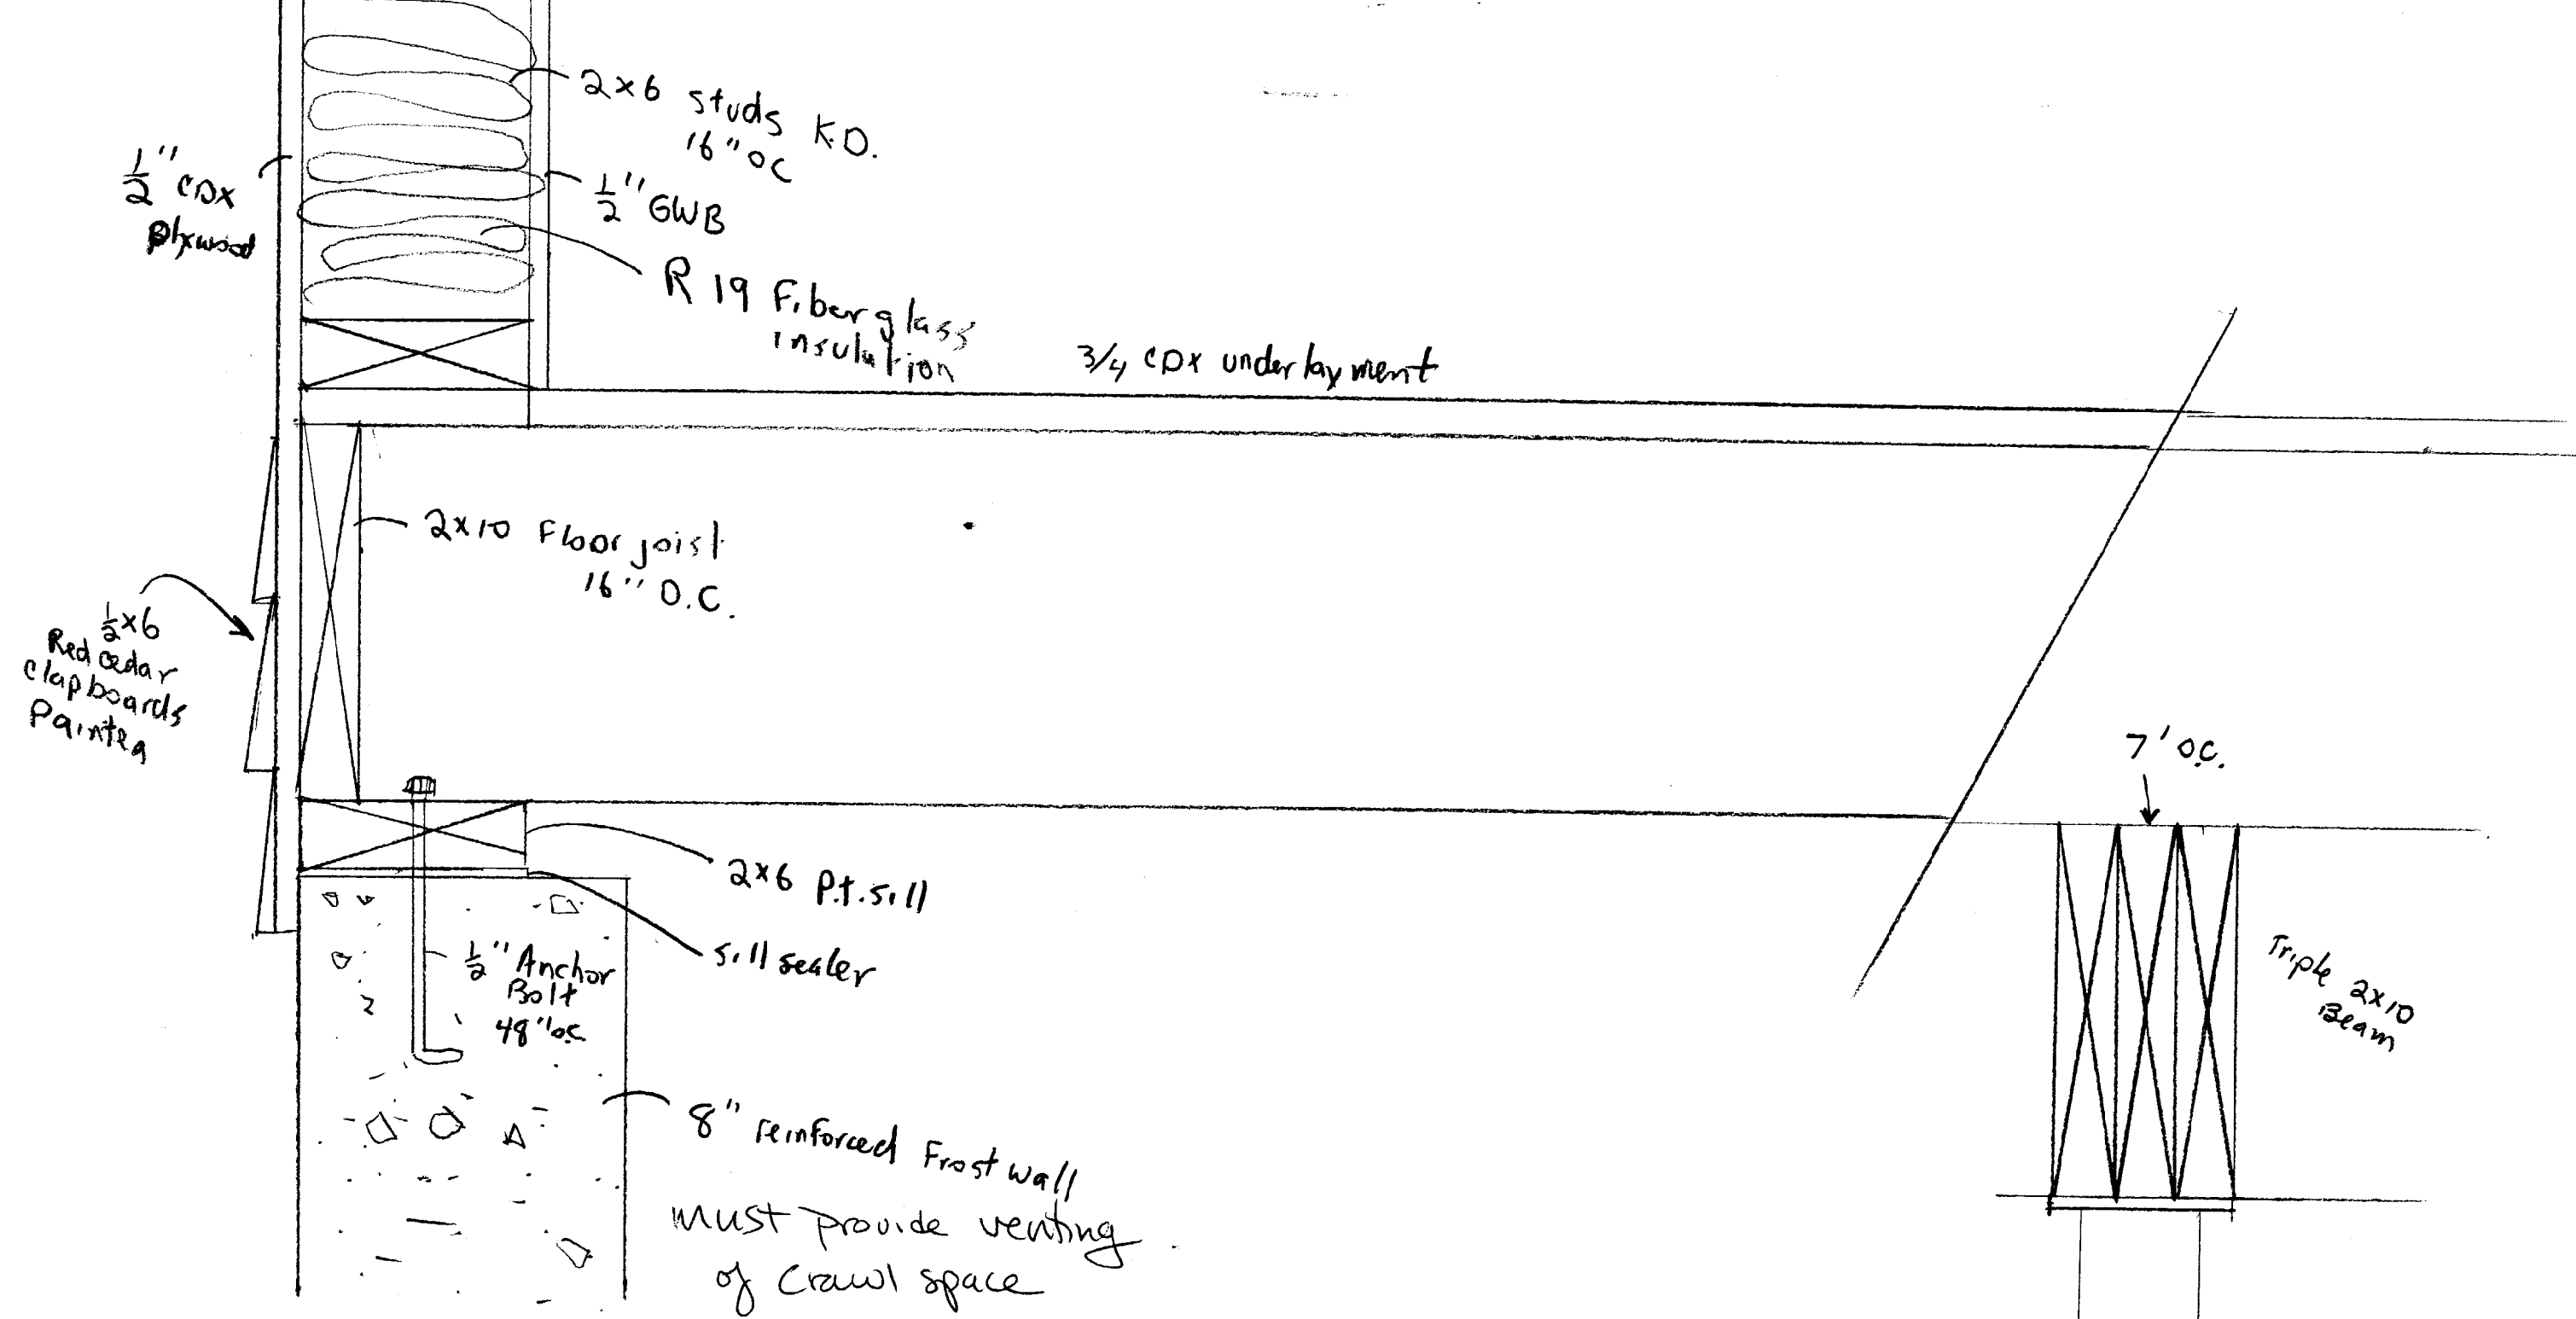 2x6 studs K.D.
16" OC
1/2" CDX
plywood
1/2" GWB
R 19 Fiberglass
insulation
3/4 CDX underlayment
2x10 Floor joist
16" O.C.
1/2x6
Red cedar
clapboards
Painted
7' O.C.
2x6 P.t. sill
sill sealer
1/2" Anchor
Bolt
48" o.c.
Triple 2x10
Beam
8" reinforced Frost wall
must provide venting
of crawl space